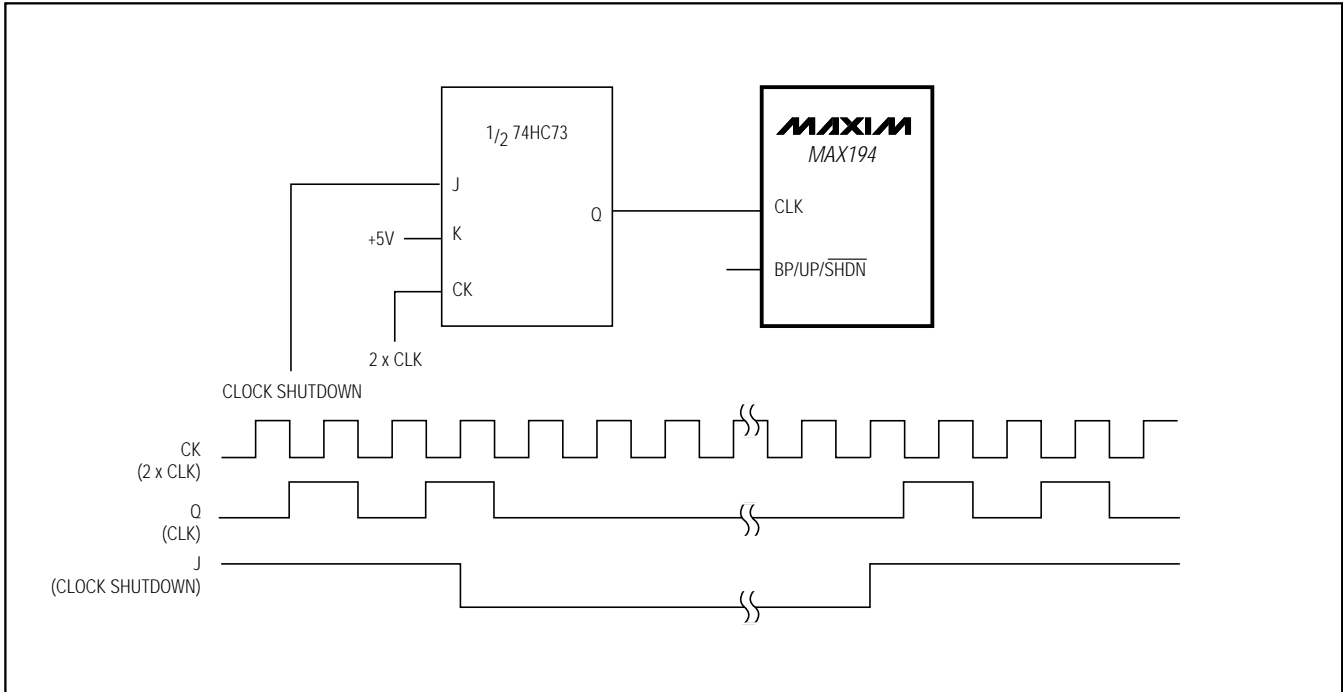 1/2 74HC73
J
K
CK
Q
+5V
2 x CLK
CLOCK SHUTDOWN
MAXIM
MAX194
CLK
BP/UP/SHDN
CK
(2 x CLK)
Q
(CLK)
J
(CLOCK SHUTDOWN)